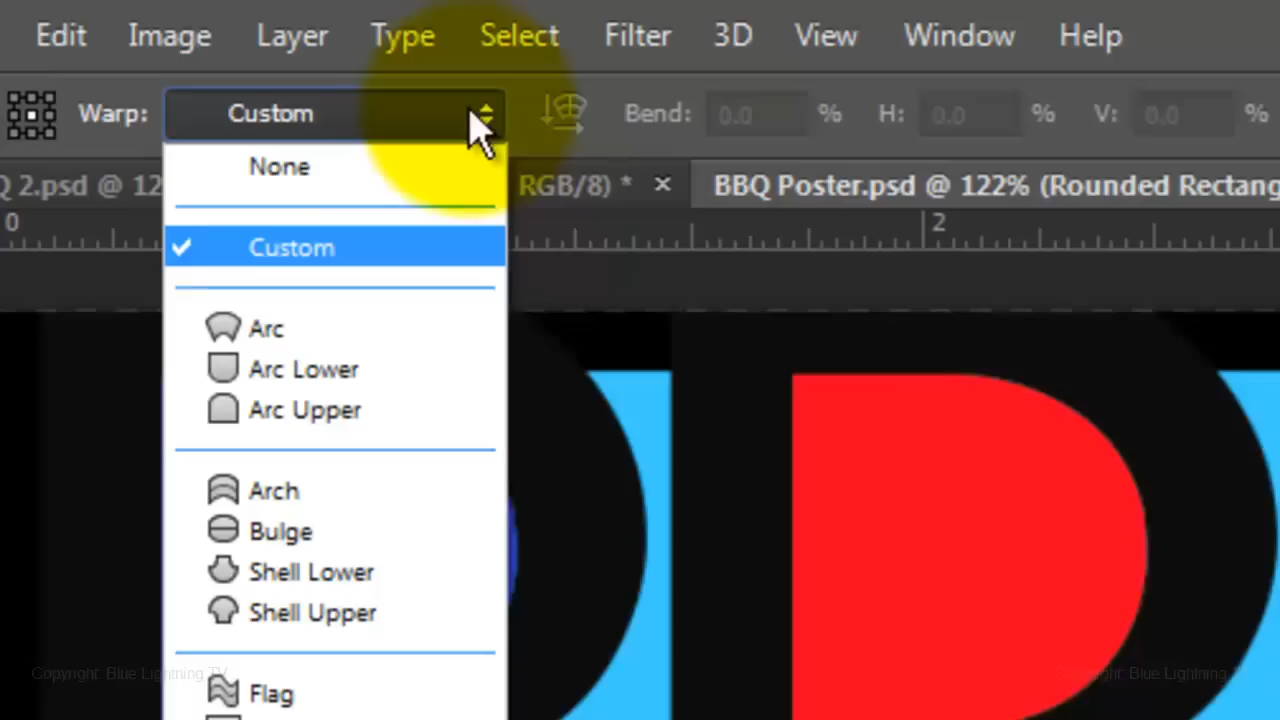 Edit Image Layer Type Select Filter 3D View Window Help
Warp: Custom Bend: 0.0 % H: 0.0 % V: 0.0 %
Q 2.psd @ 12 RGB/8) * × BBQ Poster.psd @ 122% (Rounded Rectang
0 2
None
Custom
Arc
Arc Lower
Arc Upper
Arch
Bulge
Shell Lower
Shell Upper
Copyright: Blue Lightning TV Copyright: Blue Lightning
Flag